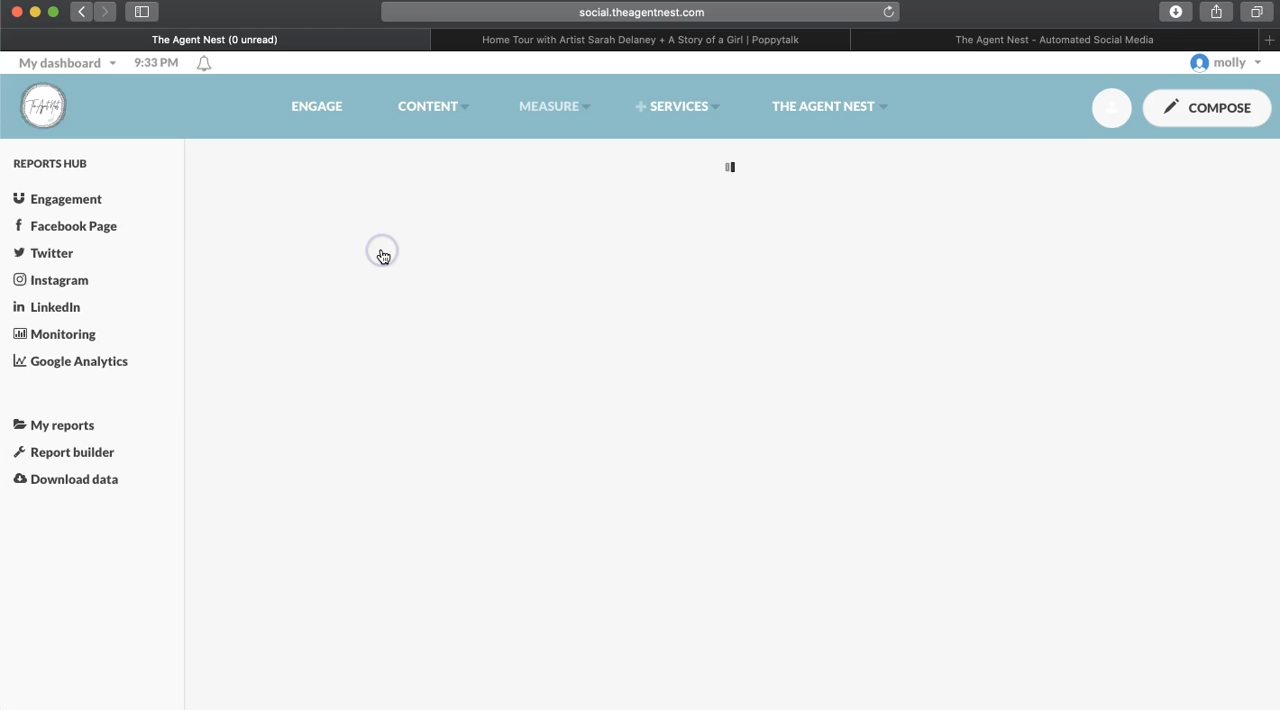 social.theagentnest.com
The Agent Nest (0 unread)
Home Tour with Artist Sarah Delaney + A Story of a Girl | Poppytalk
The Agent Nest - Automated Social Media
My dashboard
9:33 PM
molly
ENGAGE
CONTENT
MEASURE
SERVICES
THE AGENT NEST
COMPOSE
REPORTS HUB
Engagement
Facebook Page
Twitter
Instagram
LinkedIn
Monitoring
Google Analytics
My reports
Report builder
Download data